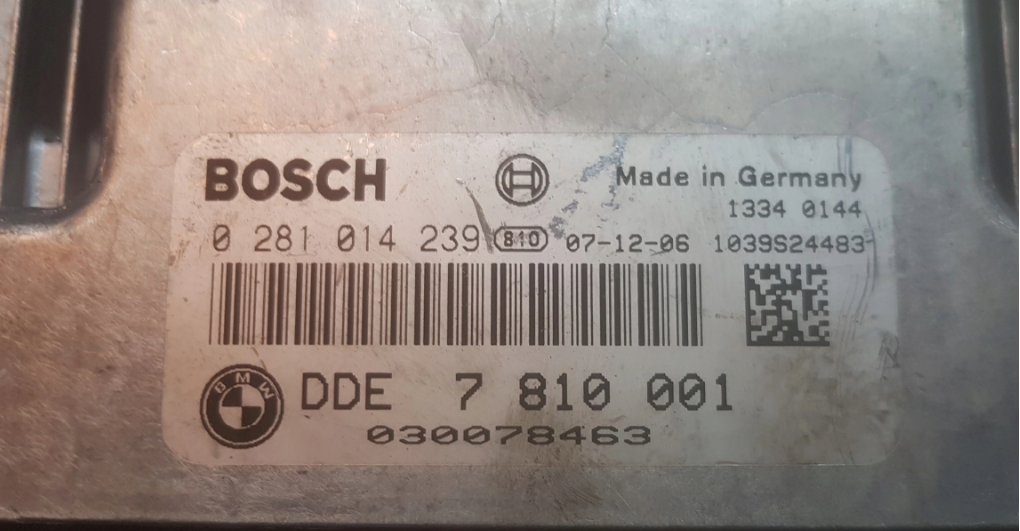 BOSCH
Made in Germany
1334 0144
0 281 014 239 810 07-12-06 1039S24483
BMW
DDE 7 810 001
030078463